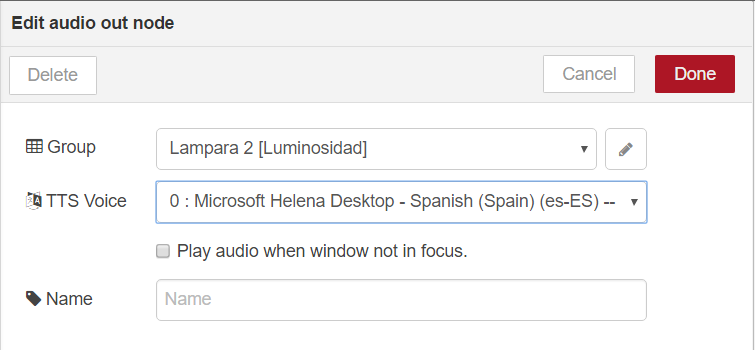 Edit audio out node
Delete
Cancel
Done
Group
Lampara 2 [Luminosidad]
TTS Voice
0 : Microsoft Helena Desktop - Spanish (Spain) (es-ES) --
Play audio when window not in focus.
Name
Name